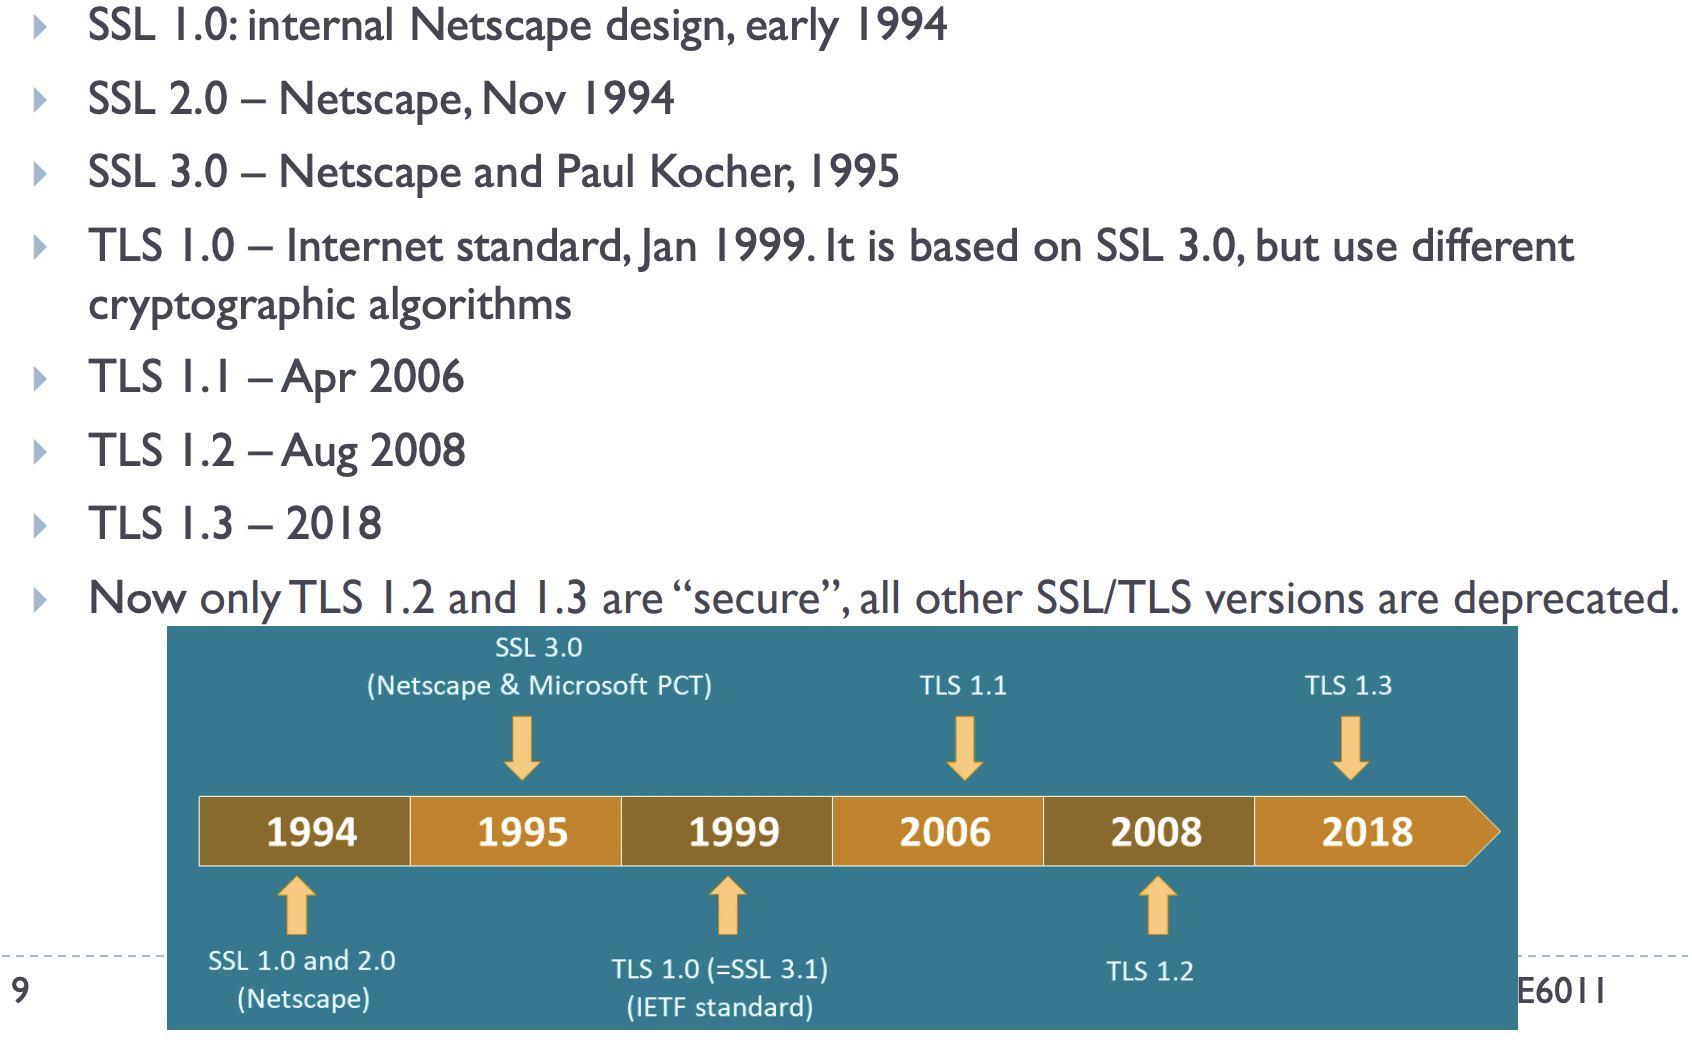 SSL 1.0: internal Netscape design, early 1994
SSL 2.0 – Netscape, Nov 1994
SSL 3.0 – Netscape and Paul Kocher, 1995
TLS 1.0 – Internet standard, Jan 1999. It is based on SSL 3.0, but use different
cryptographic algorithms
TLS 1.1 – Apr 2006
TLS 1.2 – Aug 2008
TLS 1.3 – 2018
Now only TLS 1.2 and 1.3 are “secure”, all other SSL/TLS versions are deprecated.
SSL 3.0
(Netscape & Microsoft PCT)
TLS 1.1
TLS 1.3
1994 1995 1999 2006 2008 2018
SSL 1.0 and 2.0
(Netscape)
TLS 1.0 (=SSL 3.1)
(IETF standard)
TLS 1.2
9
E6011